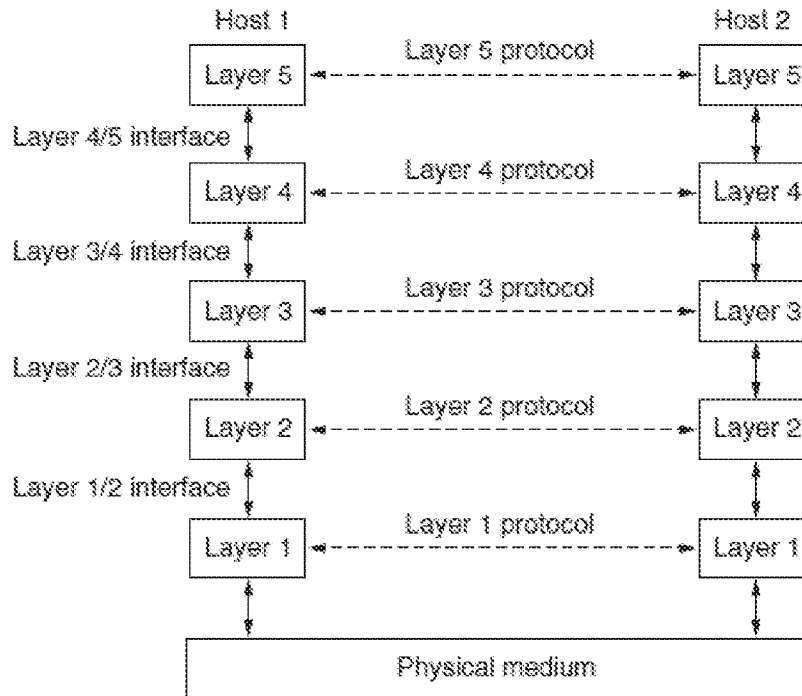 Host 1
Host 2
Layer 5
Layer 5 protocol
Layer 5
Layer 4/5 interface
Layer 4
Layer 4 protocol
Layer 4
Layer 3/4 interface
Layer 3
Layer 3 protocol
Layer 3
Layer 2/3 interface
Layer 2
Layer 2 protocol
Layer 2
Layer 1/2 interface
Layer 1
Layer 1 protocol
Layer 1
Physical medium